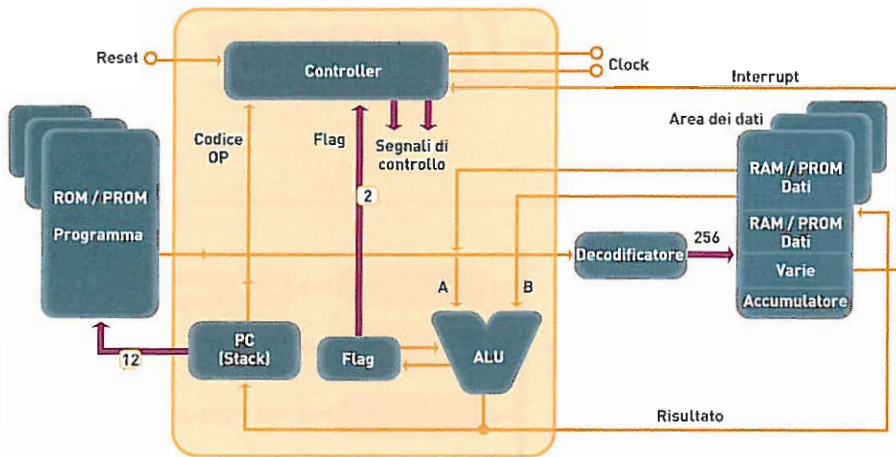 Reset
Controller
Clock
Interrupt
Codice
OP
Flag
Segnali di
controllo
Area dei dati
ROM / PROM
Programma
2
RAM / PROM
Dati
RAM / PROM
Dati
Varie
Accumulatore
Decodificatore
256
A
B
12
PC
(Stack)
Flag
ALU
Risultato